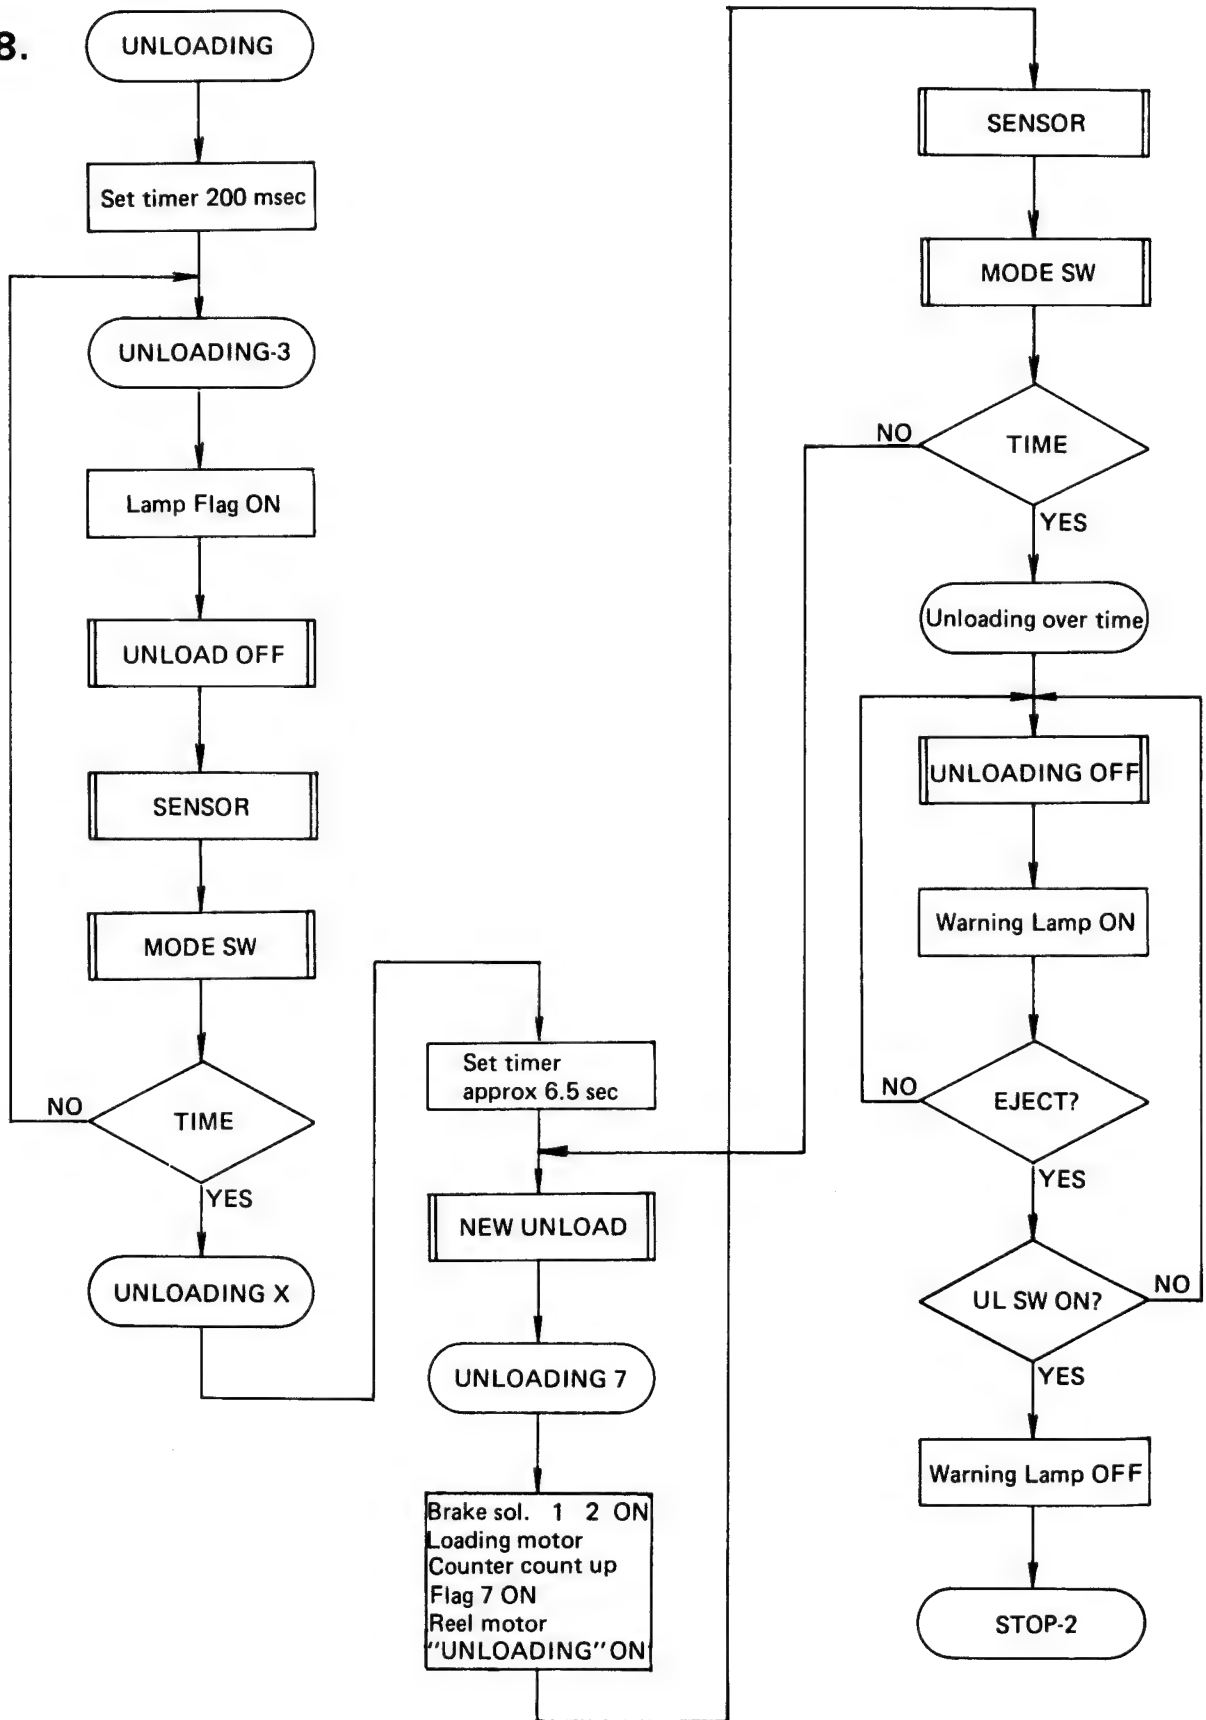 8.
UNLOADING
Set timer 200 msec
UNLOADING-3
Lamp Flag ON
UNLOAD OFF
SENSOR
MODE SW
TIME
NO
YES
UNLOADING X
Set timer
approx 6.5 sec
NEW UNLOAD
UNLOADING 7
Brake sol. 1 2 ON
Loading motor
Counter count up
Flag 7 ON
Reel motor
"UNLOADING" ON
SENSOR
MODE SW
NO
TIME
YES
Unloading over time
UNLOADING OFF
Warning Lamp ON
NO
EJECT?
YES
UL SW ON?
NO
YES
Warning Lamp OFF
STOP-2